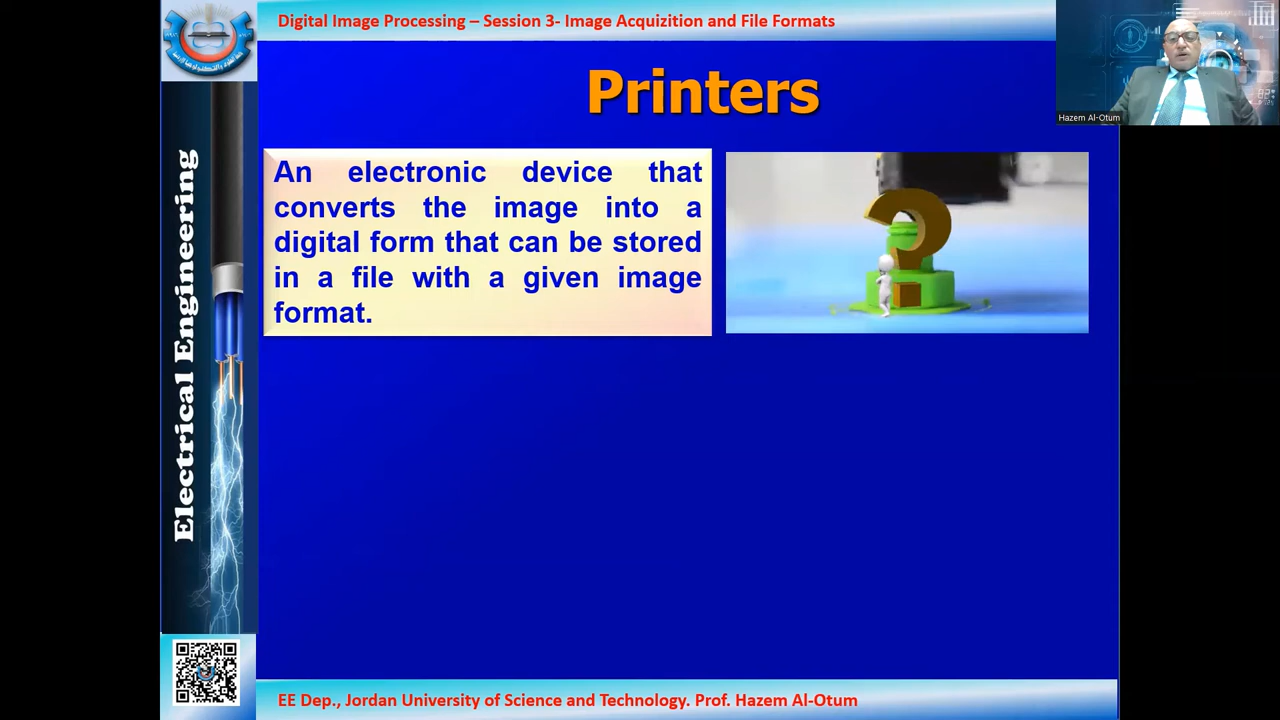 Digital Image Processing – Session 3- Image Acquizition and File Formats
Printers
An electronic device that
converts the image into a
digital form that can be stored
in a file with a given image
format.
Electrical Engineering
Hazem Al-Otum
EE Dep., Jordan University of Science and Technology. Prof. Hazem Al-Otum